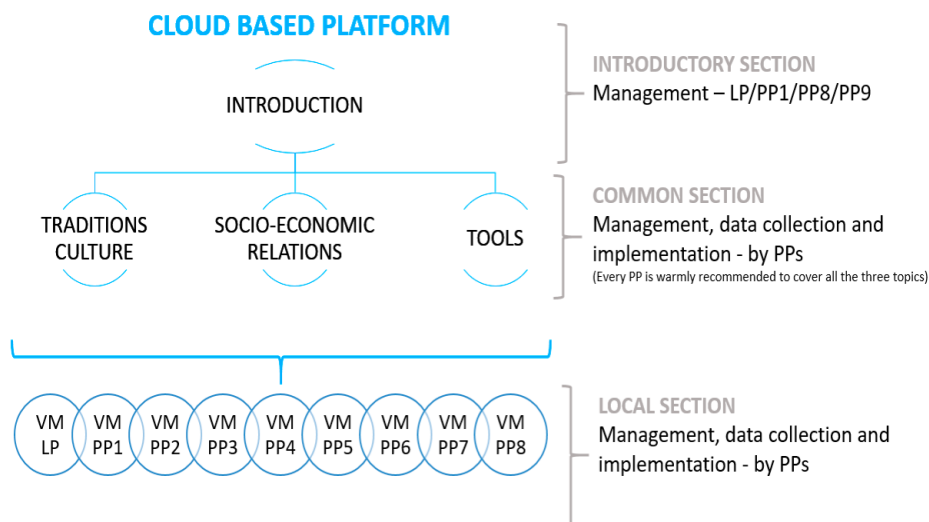 CLOUD BASED PLATFORM
INTRODUCTION
INTRODUCTORY SECTION
Management – LP/PP1/PP8/PP9
TRADITIONS
CULTURE
SOCIO-ECONOMIC
RELATIONS
TOOLS
COMMON SECTION
Management, data collection and
implementation - by PPs
(Every PP is warmly recommended to cover all the three topics)
VM
LP
VM
PP1
VM
PP2
VM
PP3
VM
PP4
VM
PP5
VM
PP6
VM
PP7
VM
PP8
LOCAL SECTION
Management, data collection and
implementation - by PPs